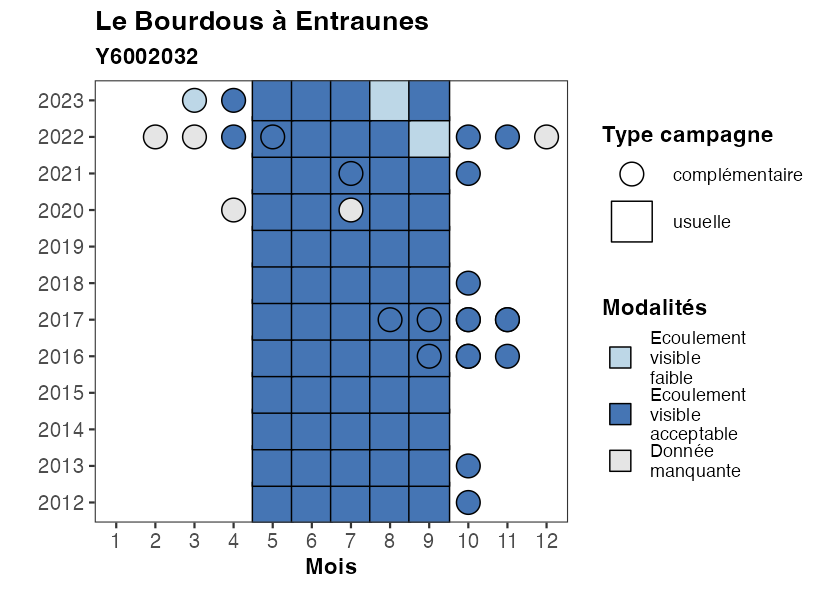 Le Bourdous à Entraunes
Y6002032
2023
2022
2021
2020
2019
2018
2017
2016
2015
2014
2013
2012
1 2 3 4 5 6 7 8 9 10 11 12
Mois
Type campagne
complémentaire
usuelle
Modalités
Ecoulement
visible
faible
Ecoulement
visible
acceptable
Donnée
manquante